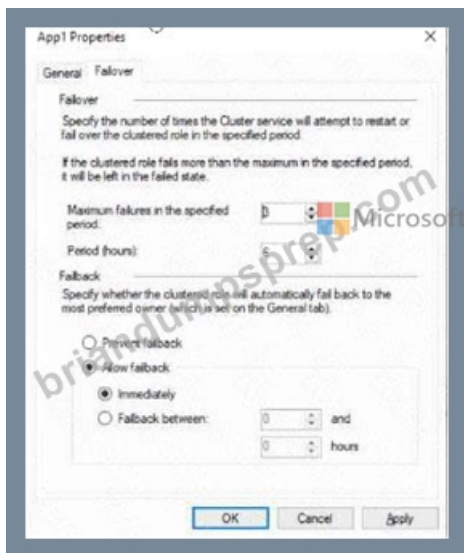 App1 Properties
General Failover
Failover
Specify the number of times the Cluster service will attempt to restart or
fail over the clustered role in the specified period.
If the clustered role fails more than the maximum in the specified period,
it will be left in the failed state.
Maximum failures in the specified
period:
Period (hours):
Microsoft
Failback
Specify whether the clustered role will automatically fail back to the
most preferred owner (which is set on the General tab).
Prevent failback
Allow failback
Immediately
Failback between: 0 and
0 hours
briandumpsprep.com
OK Cancel Apply